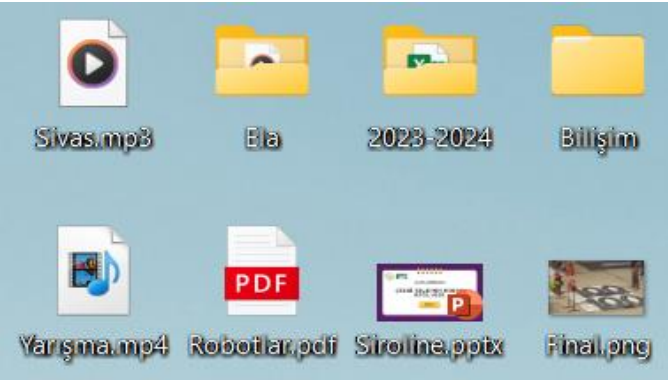 Sivas.mp3
Ela
2023-2024
Bilişim
PDF
P
Yarışma.mp4
Robotlar.pdf
Siroline.pptx
Final.png